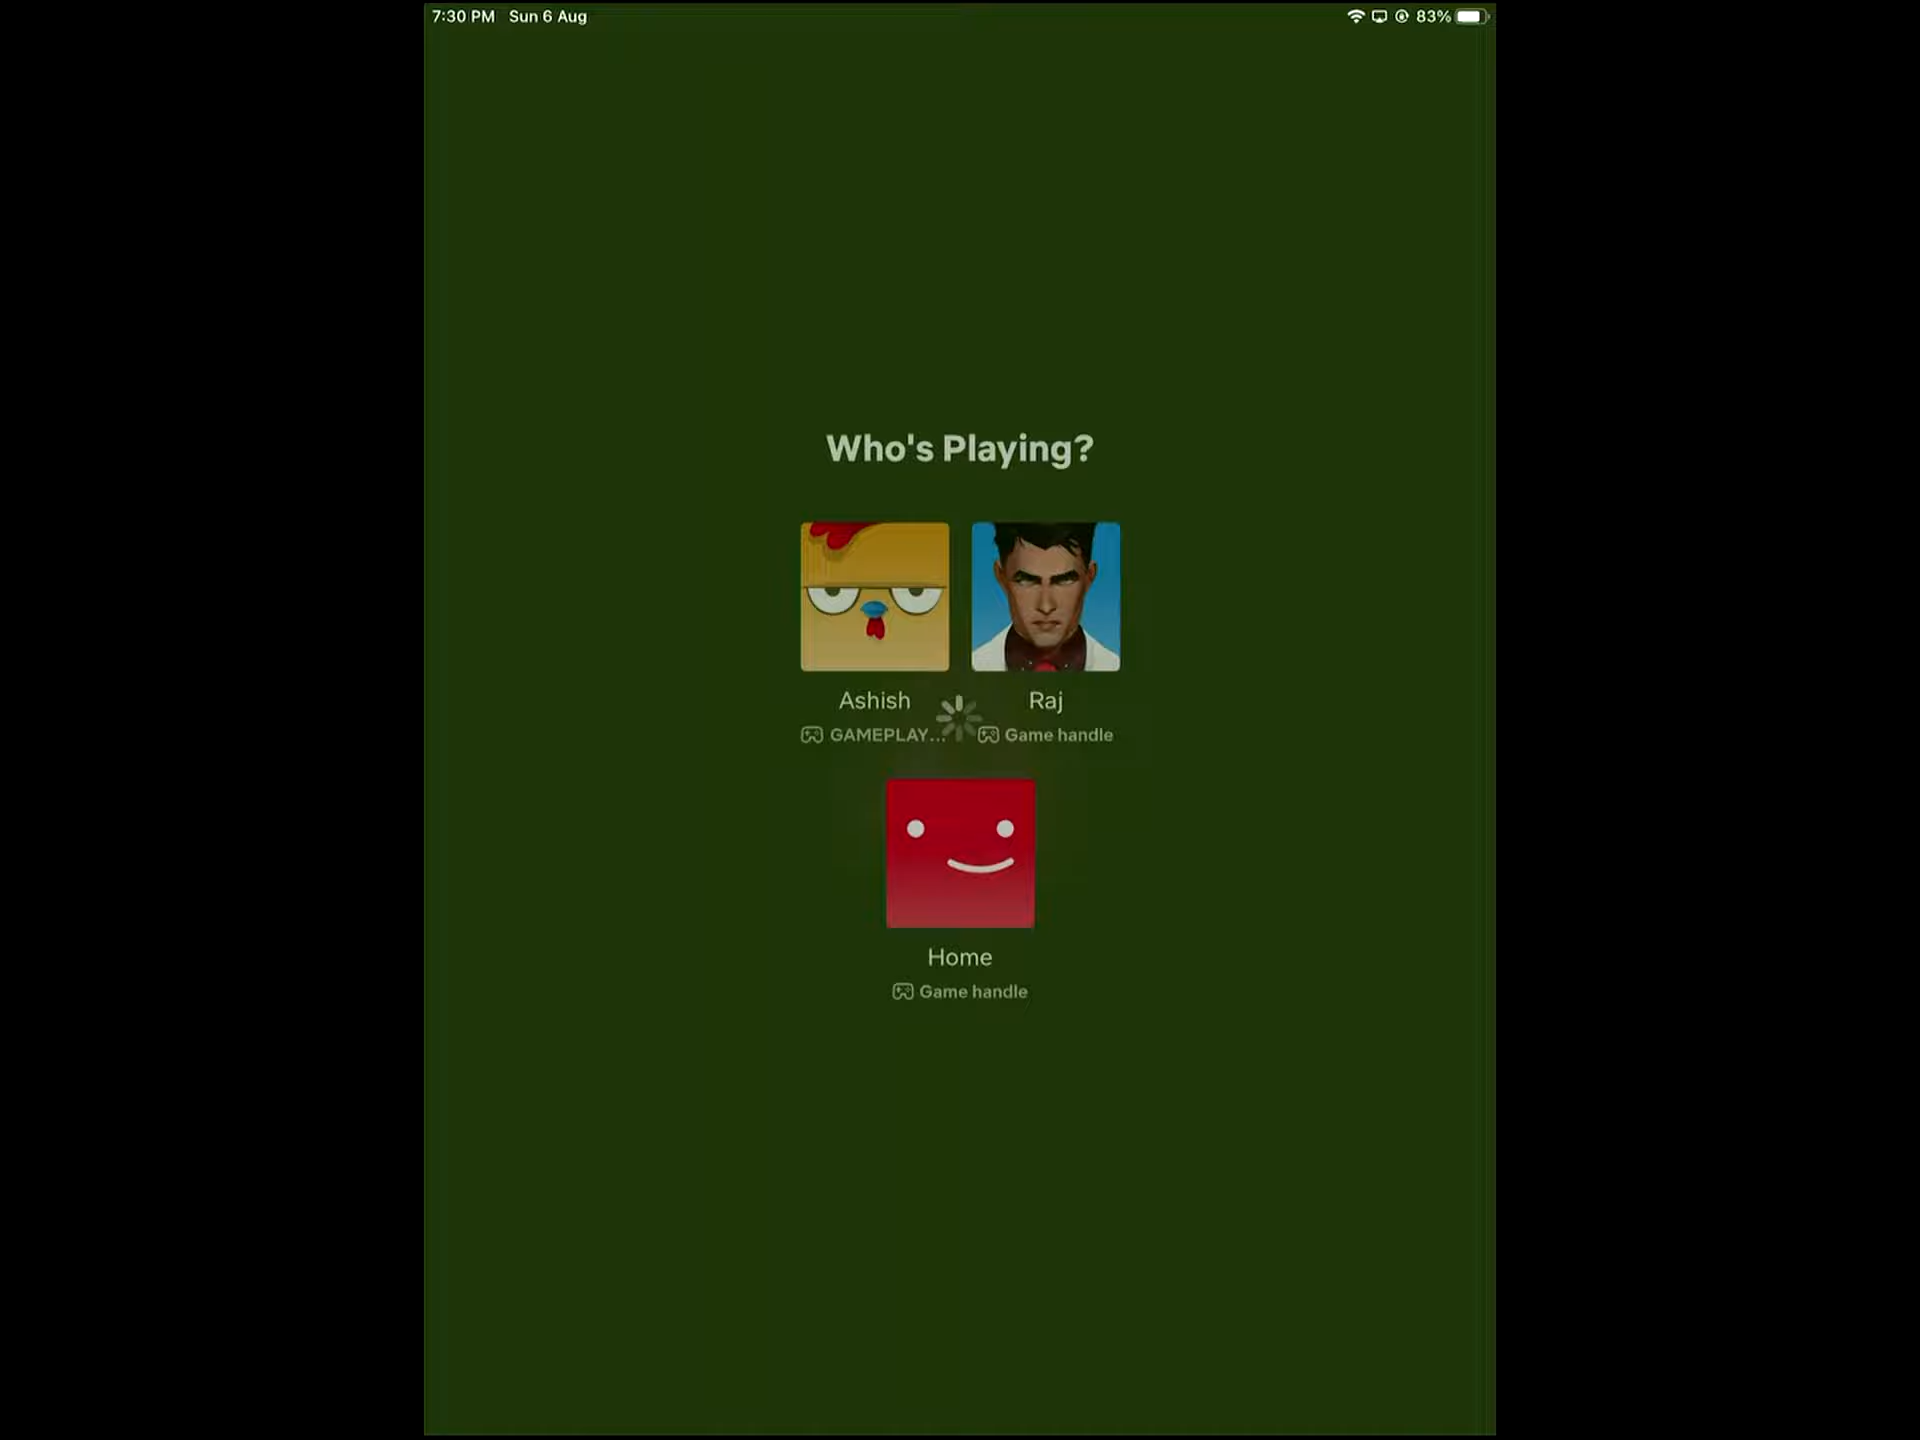 7:30 PM Sun 6 Aug 83%
Who's Playing?
Ashish Raj
GAMEPLAY... Game handle
Home
Game handle